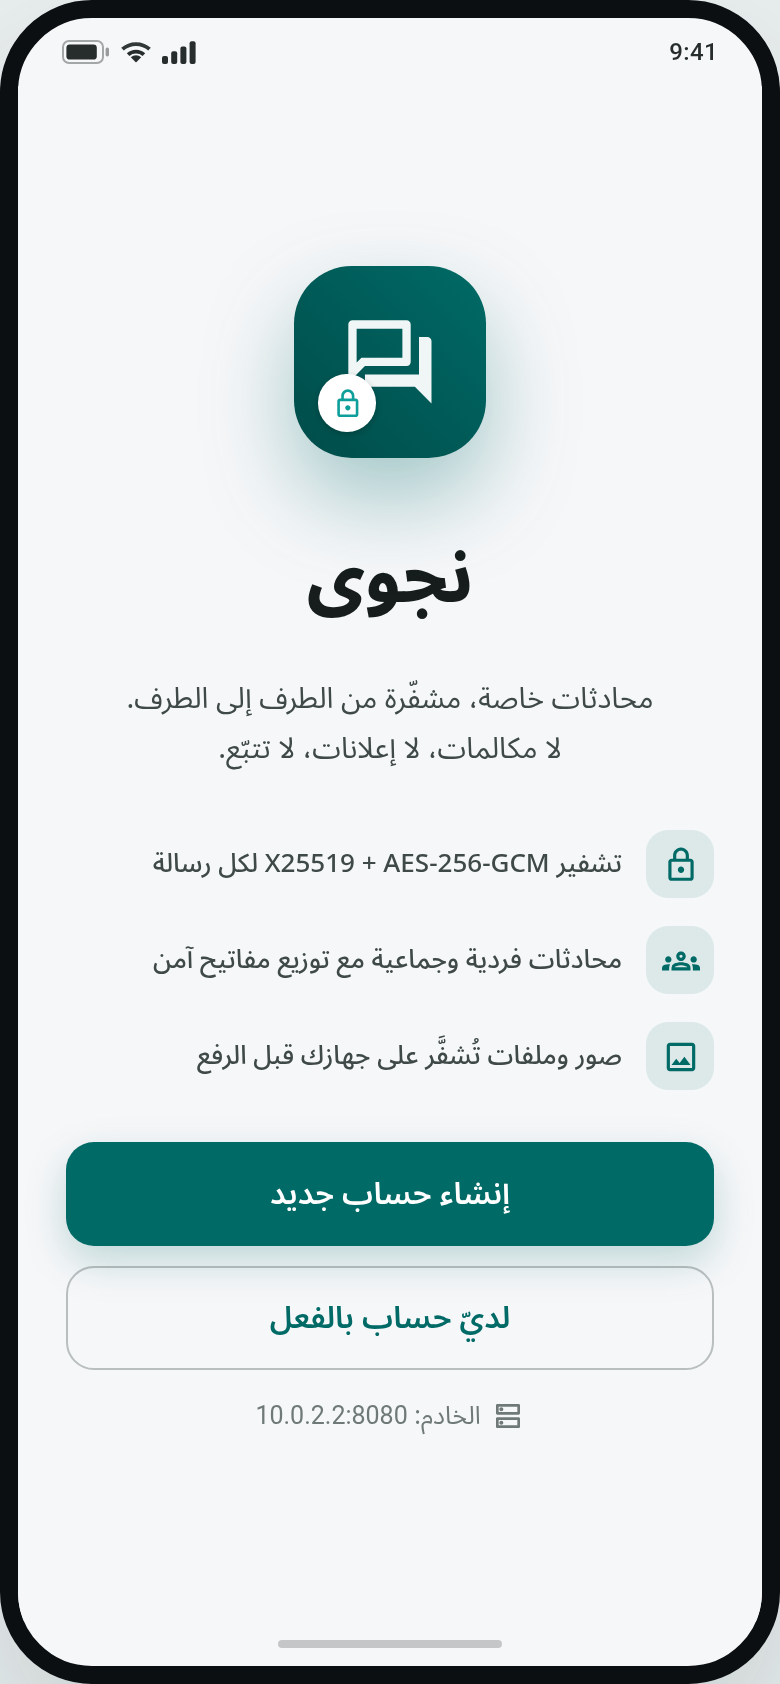 9:41
نجوى
محادثات خاصة، مشفّرة من الطرف إلى الطرف.
لا مكالمات، لا إعلانات، لا تتبّع.
تشفير X25519 + AES-256-GCM لكل رسالة
محادثات فردية وجماعية مع توزيع مفاتيح آمن
صور وملفات تُشفَّر على جهازك قبل الرفع
إنشاء حساب جديد
لديّ حساب بالفعل
الخادم: 10.0.2.2:8080